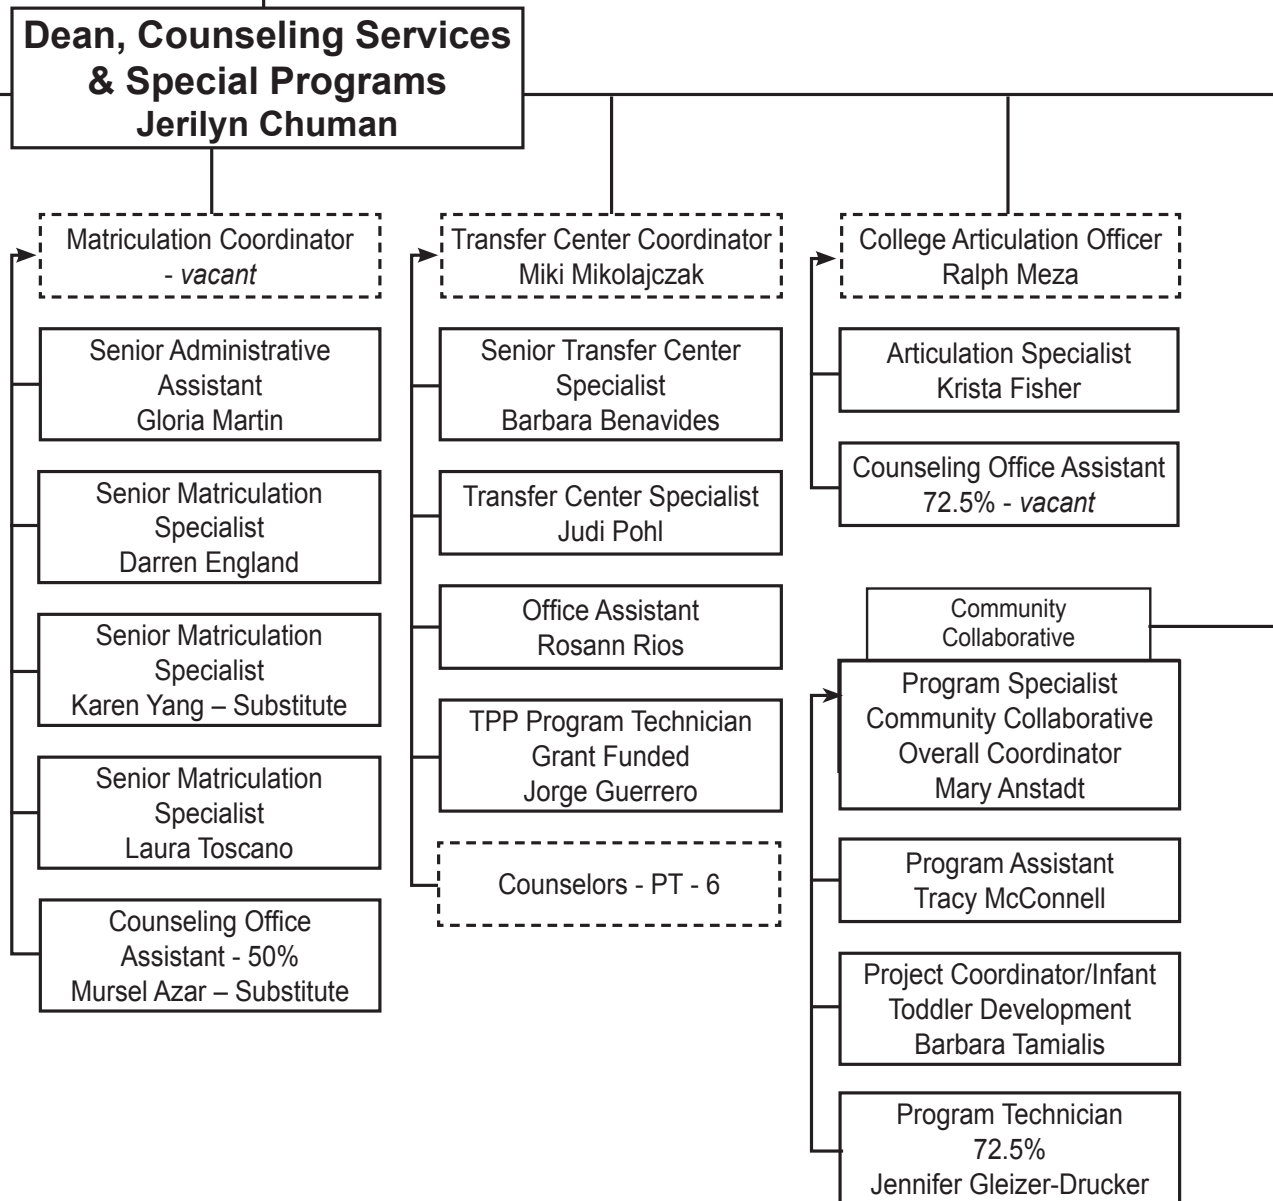 Dean, Counseling Services
& Special Programs
Jerilyn Chuman
Matriculation Coordinator
- vacant
Senior Administrative
Assistant
Gloria Martin
Senior Matriculation
Specialist
Darren England
Senior Matriculation
Specialist
Karen Yang – Substitute
Senior Matriculation
Specialist
Laura Toscano
Counseling Office
Assistant - 50%
Mursel Azar – Substitute
Transfer Center Coordinator
Miki Mikolajczak
Senior Transfer Center
Specialist
Barbara Benavides
Transfer Center Specialist
Judi Pohl
Office Assistant
Rosann Rios
TPP Program Technician
Grant Funded
Jorge Guerrero
Counselors - PT - 6
College Articulation Officer
Ralph Meza
Articulation Specialist
Krista Fisher
Counseling Office Assistant
72.5% - vacant
Community
Collaborative
Program Specialist
Community Collaborative
Overall Coordinator
Mary Anstadt
Program Assistant
Tracy McConnell
Project Coordinator/Infant
Toddler Development
Barbara Tamialis
Program Technician
72.5%
Jennifer Gleizer-Drucker